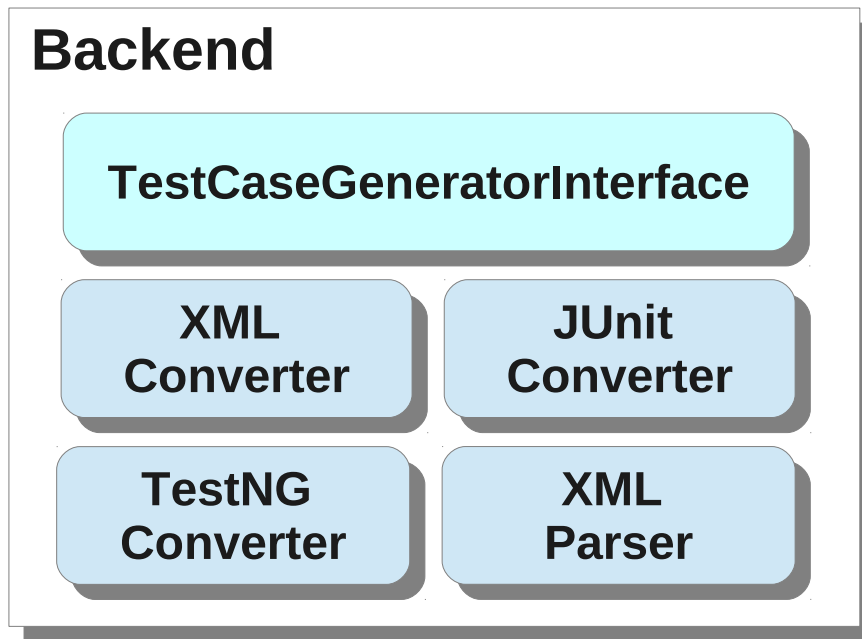 Backend
TestCaseGeneratorInterface
XML
Converter
JUnit
Converter
TestNG
Converter
XML
Parser